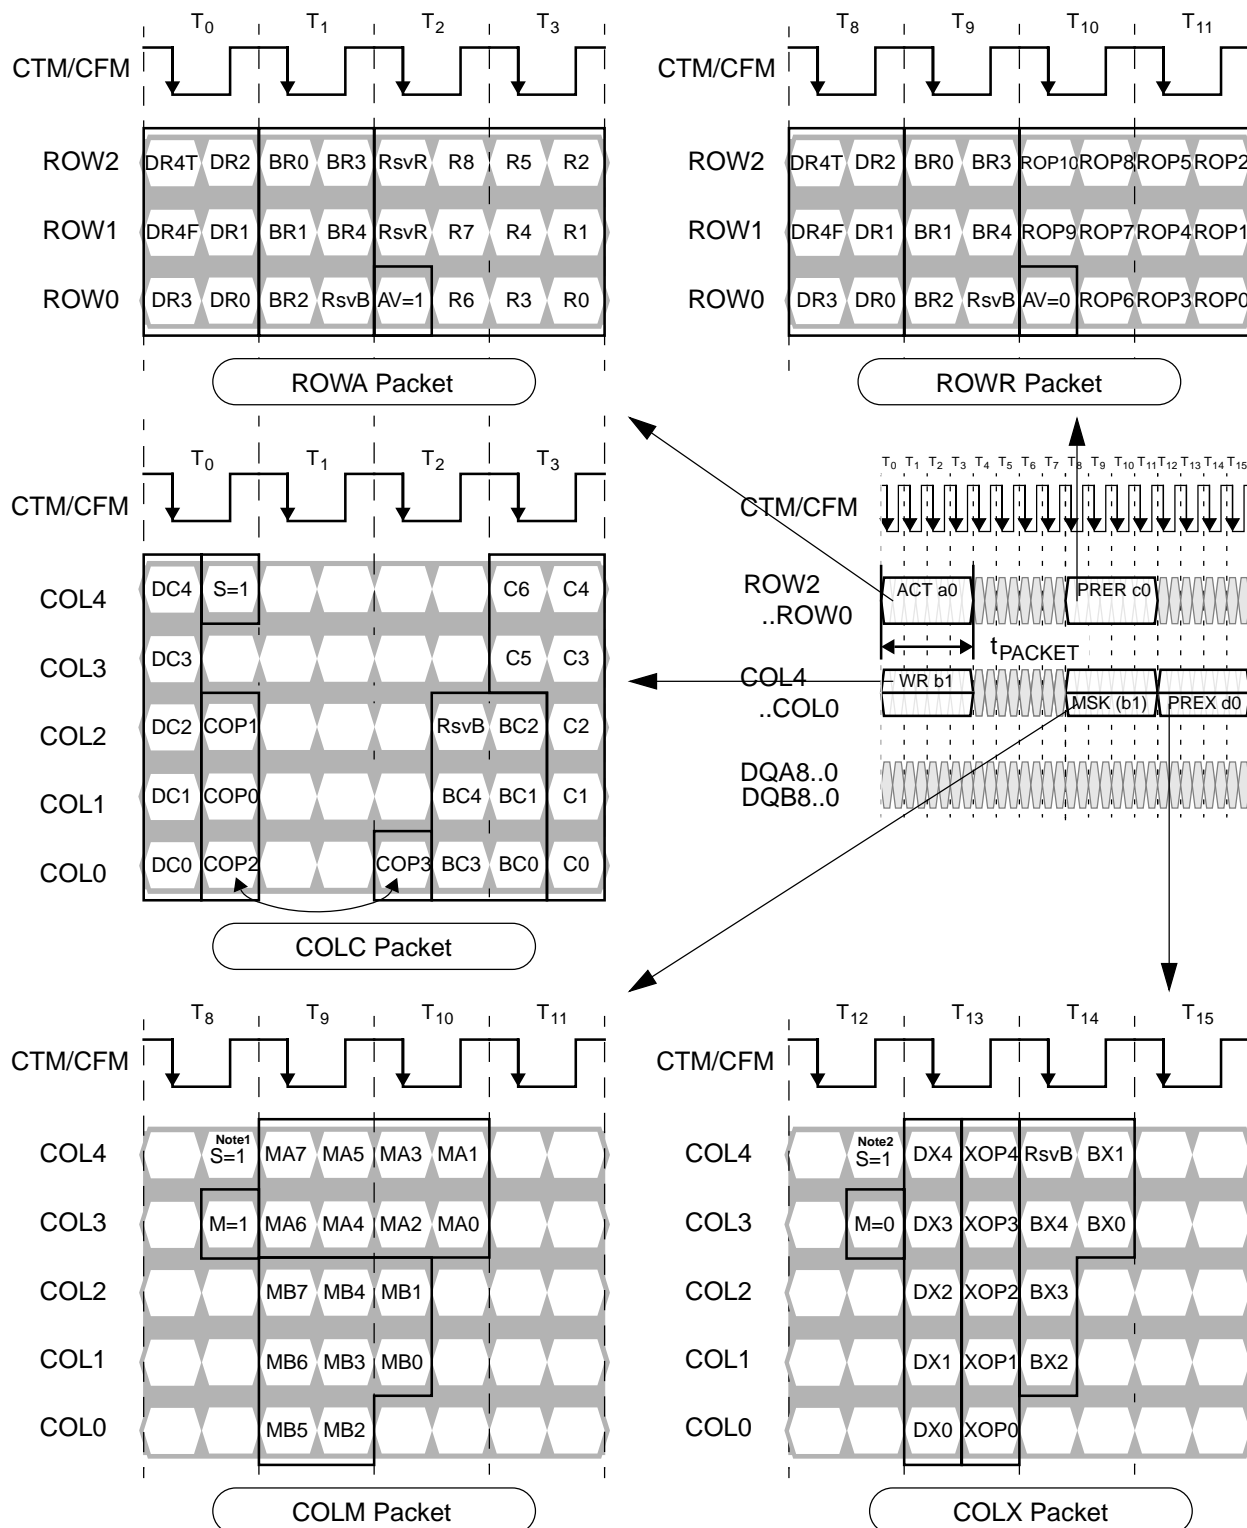 T0 T1 T2 T3
CTM/CFM
ROW2 DR4T DR2 BR0 BR3 RsvR R8 R5 R2
ROW1 DR4F DR1 BR1 BR4 RsvR R7 R4 R1
ROW0 DR3 DR0 BR2 RsvB AV=1 R6 R3 R0
ROWA Packet
T8 T9 T10 T11
CTM/CFM
ROW2 DR4T DR2 BR0 BR3 ROP10 ROP8 ROP5 ROP2
ROW1 DR4F DR1 BR1 BR4 ROP9 ROP7 ROP4 ROP1
ROW0 DR3 DR0 BR2 RsvB AV=0 ROP6 ROP3 ROP0
ROWR Packet
T0 T1 T2 T3
CTM/CFM
COL4 DC4 S=1 C6 C4
COL3 DC3 C5 C3
COL2 DC2 COP1 RsvB BC2 C2
COL1 DC1 COP0 BC4 BC1 C1
COL0 DC0 COP2 COP3 BC3 BC0 C0
COLC Packet
T0 T1 T2 T3 T4 T5 T6 T7 T8 T9 T10 T11 T12 T13 T14 T15
CTM/CFM
ROW2 ACT a0 PRER c0
..ROW0
tPACKET
COL4 WR b1
..COL0 MSK (b1) PREX d0
DQA8..0
DQB8..0
T8 T9 T10 T11
CTM/CFM
Note1
COL4 S=1 MA7 MA5 MA3 MA1
COL3 M=1 MA6 MA4 MA2 MA0
COL2 MB7 MB4 MB1
COL1 MB6 MB3 MB0
COL0 MB5 MB2
COLM Packet
T12 T13 T14 T15
CTM/CFM
Note2
COL4 S=1 DX4 XOP4 RsvB BX1
COL3 M=0 DX3 XOP3 BX4 BX0
COL2 DX2 XOP2 BX3
COL1 DX1 XOP1 BX2
COL0 DX0 XOP0
COLX Packet